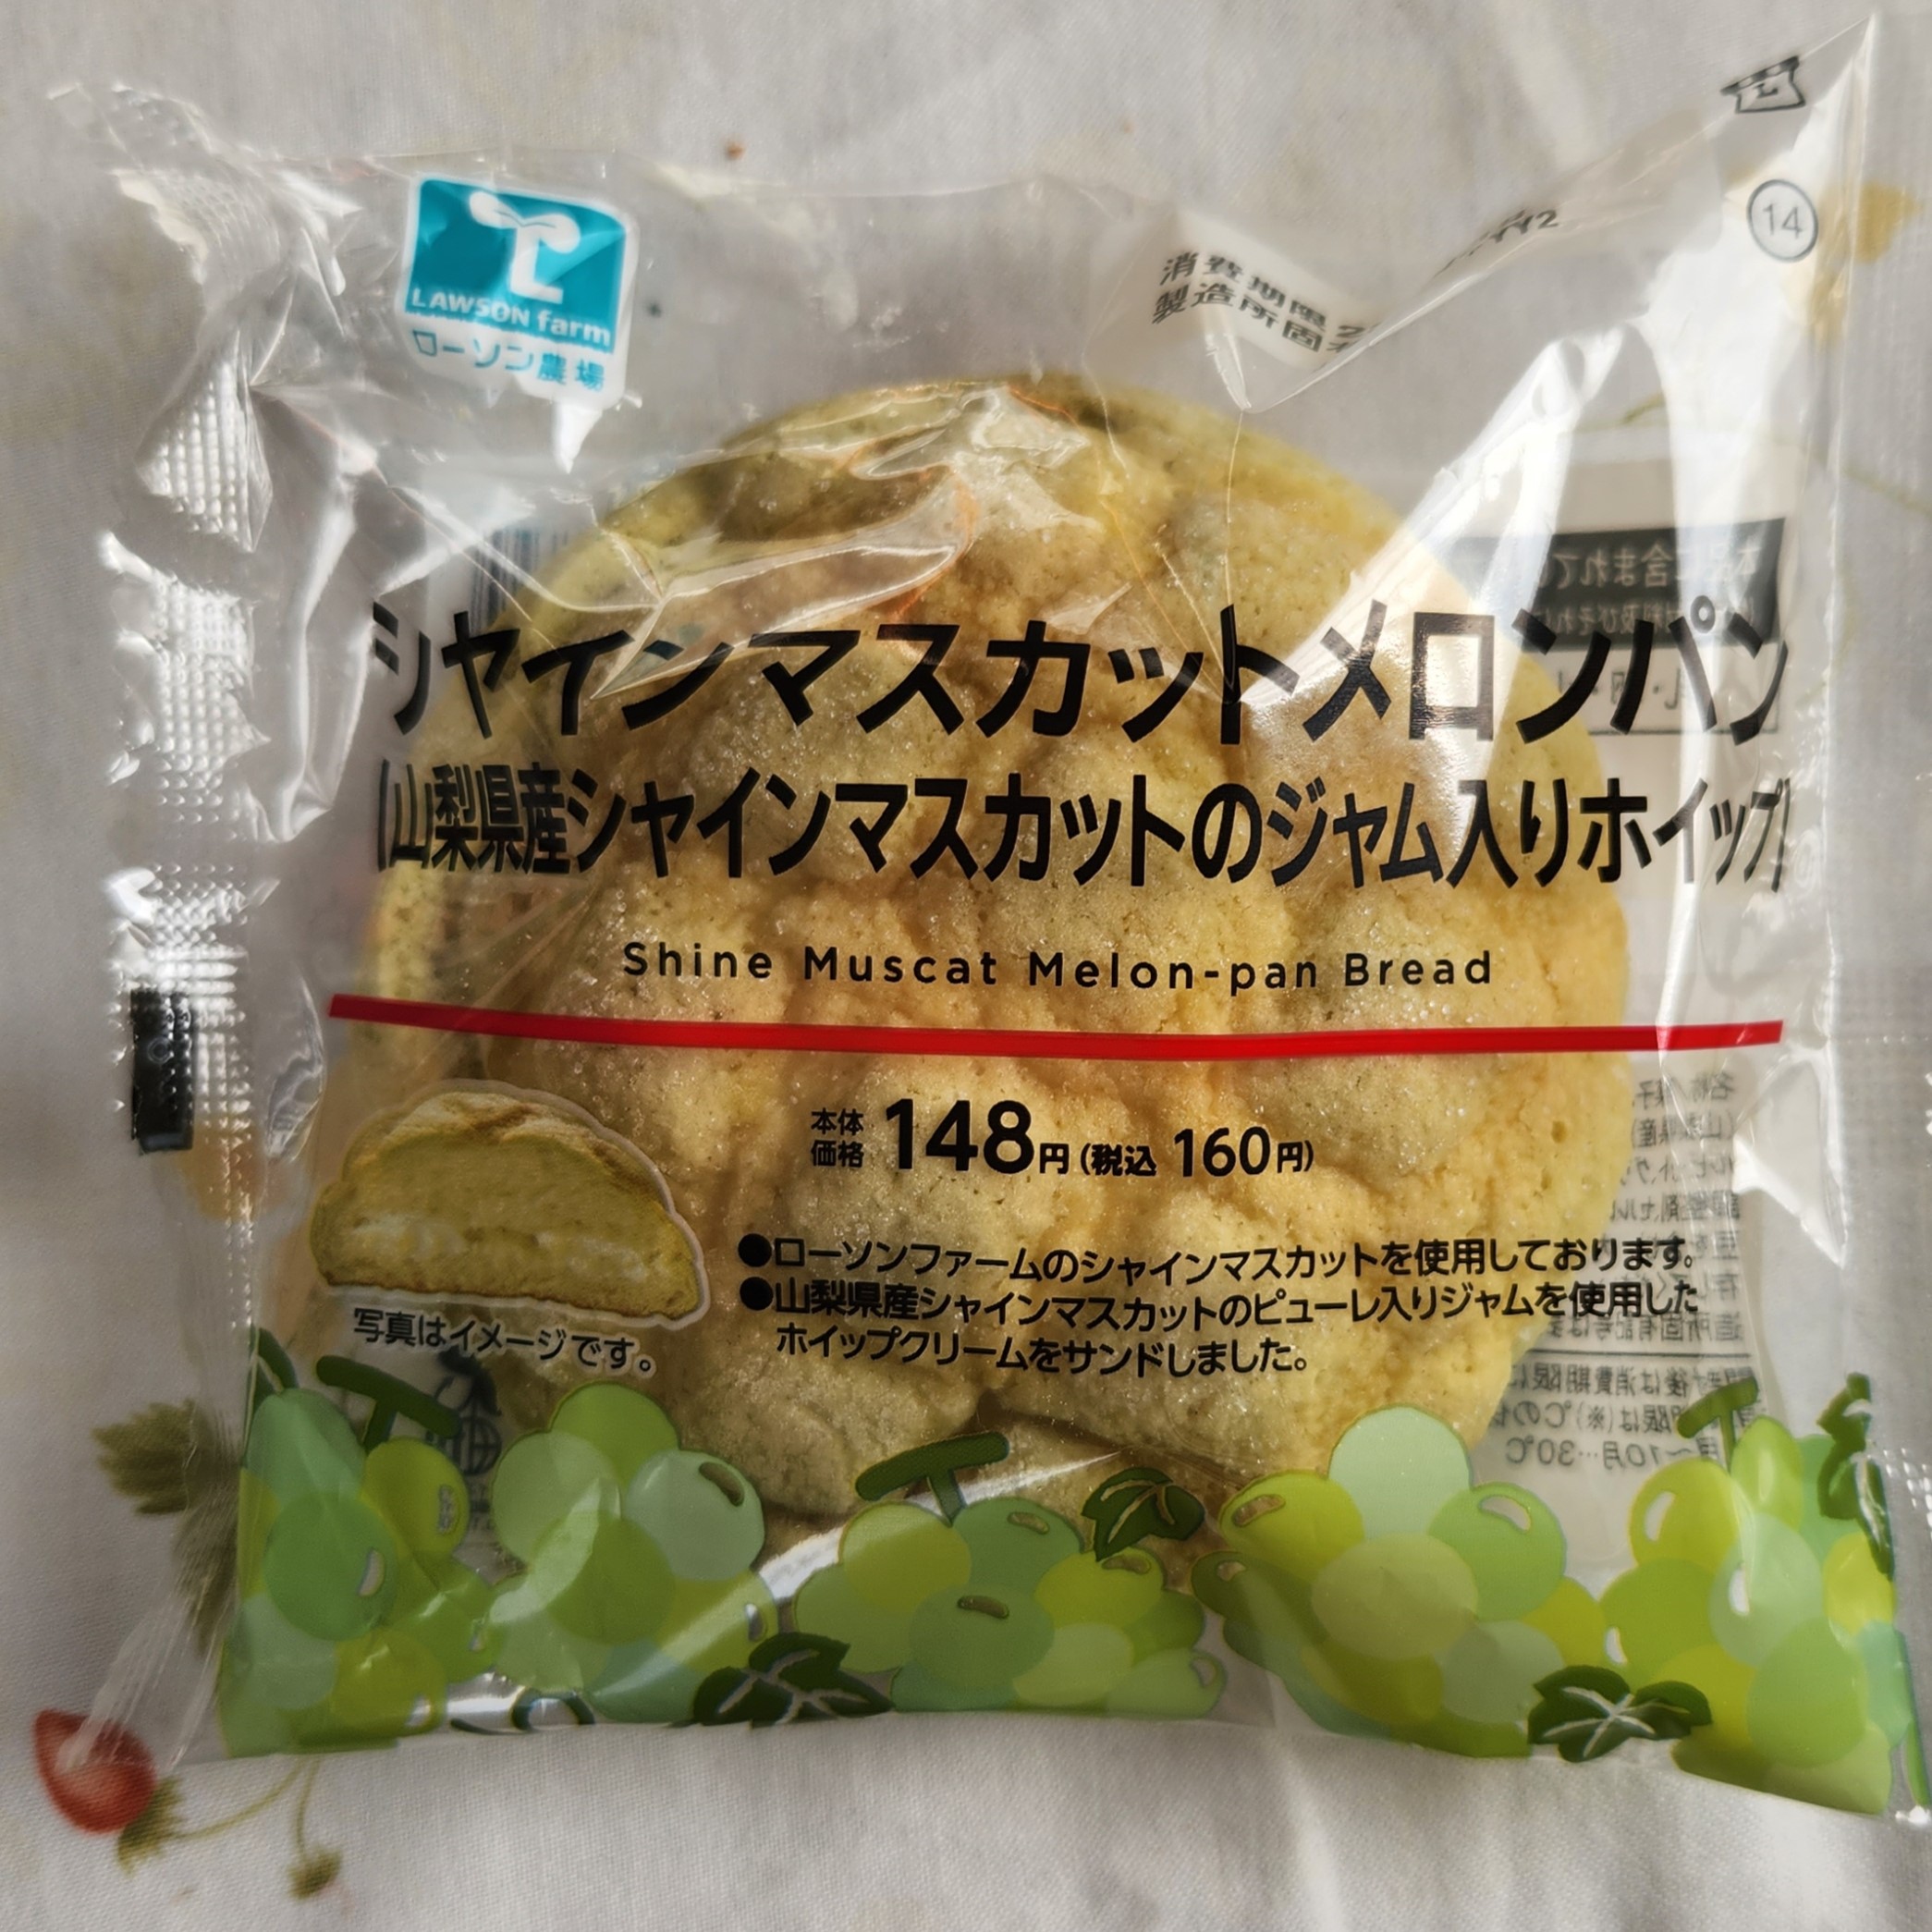 LAWSON farm
ローソン農場
消費期限
製造所固
14
シャインマスカットメロンパン
(山梨県産シャインマスカットのジャム入りホイップ)
Shine Muscat Melon-pan Bread
本体価格 148円(税込 160円)
●ローソンファームのシャインマスカットを使用しております。
●山梨県産シャインマスカットのピューレ入りジャムを使用した
ホイップクリームをサンドしました。
写真はイメージです。